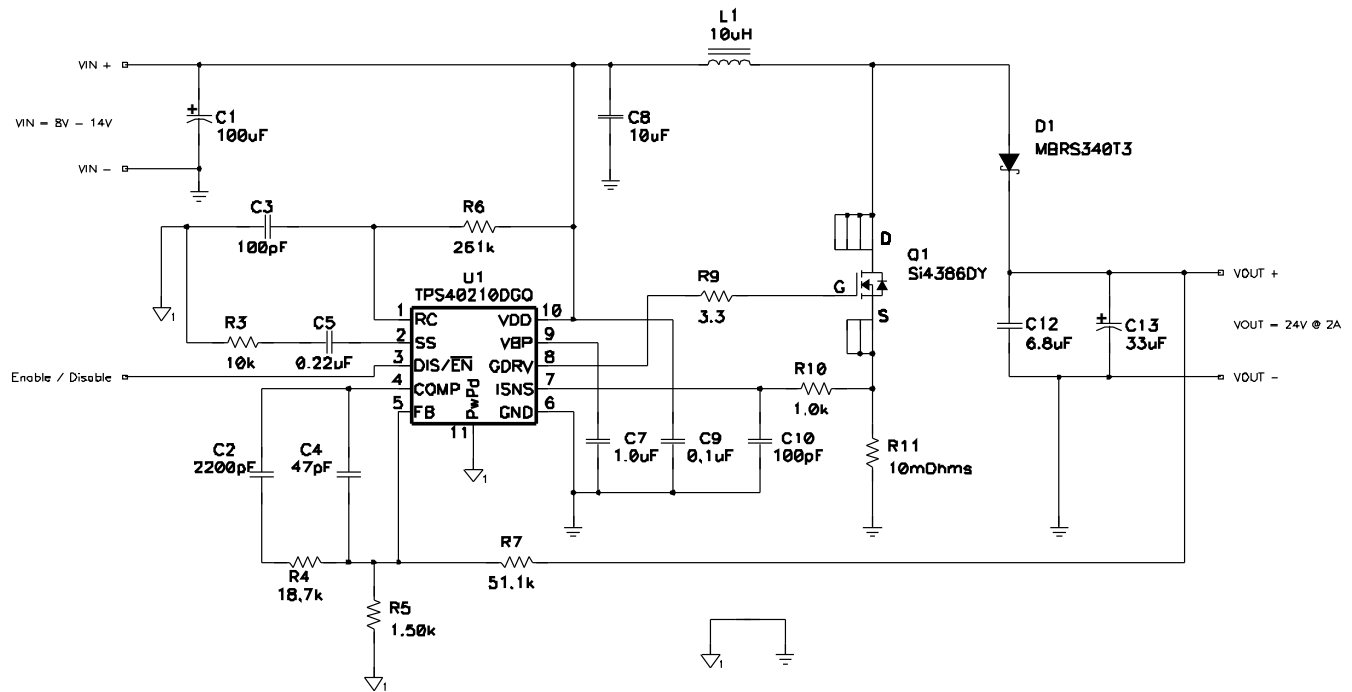 L1
10uH
VIN +
VIN = 8V - 14V
VIN -
C1
100uF
C8
10uF
D1
MBRS340T3
C3
100pF
R6
261k
U1
TPS40210DGQ
1 RC
2 SS
3 DIS/EN
4 COMP
5 FB
PwPd
11
VDD 10
VBP 9
GDRV 8
ISNS 7
GND 6
R3
10k
C5
0.22uF
Enable / Disable
R9
3.3
D
G
S
Q1
Si4386DY
VOUT +
VOUT = 24V @ 2A
VOUT -
C12
6.8uF
C13
33uF
R10
1.0k
R11
10mOhms
C2
2200pF
C4
47pF
C7
1.0uF
C9
0.1uF
C10
100pF
R4
18.7k
R7
51.1k
R5
1.50k
1
1
1
1